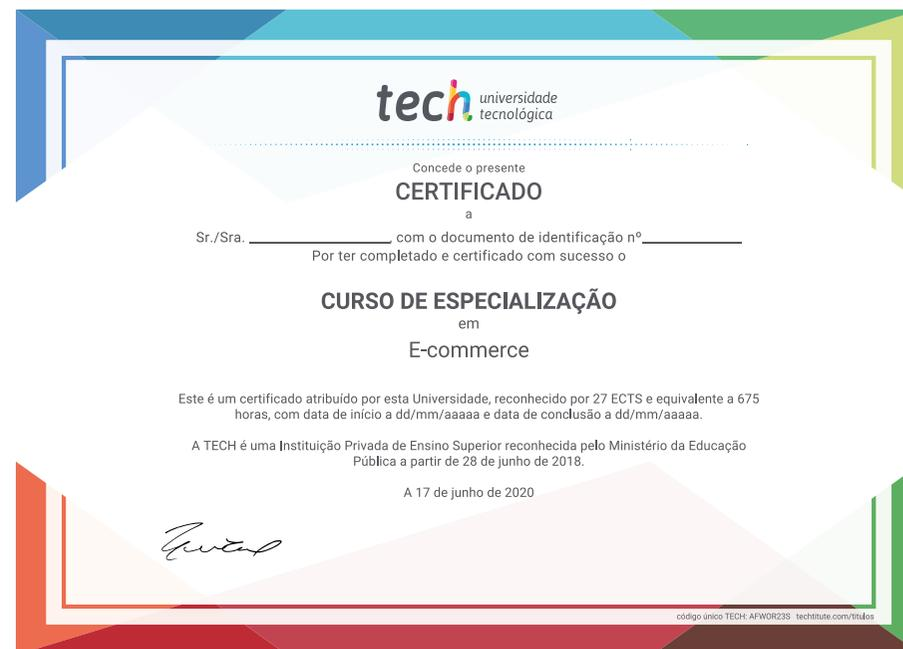 tech universidade
tecnológica
Concede o presente
CERTIFICADO
a
Sr./Sra. ________________, com o documento de identificação nº____________
Por ter completado e certificado com sucesso o
CURSO DE ESPECIALIZAÇÃO
em
E-commerce
Este é um certificado atribuído por esta Universidade, reconhecido por 27 ECTS e equivalente a 675
horas, com data de início a dd/mm/aaaaa e data de conclusão a dd/mm/aaaaa.
A TECH é uma Instituição Privada de Ensino Superior reconhecida pelo Ministério da Educação
Pública a partir de 28 de junho de 2018.
A 17 de junho de 2020
código único TECH: AFWOR23S techtitute.com/titulos